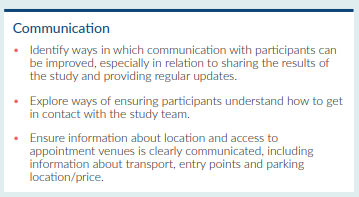 Communication
• Identify ways in which communication with participants can
be improved, especially in relation to sharing the results of
the study and providing regular updates.
• Explore ways of ensuring participants understand how to get
in contact with the study team.
• Ensure information about location and access to
appointment venues is clearly communicated, including
information about transport, entry points and parking
location/price.